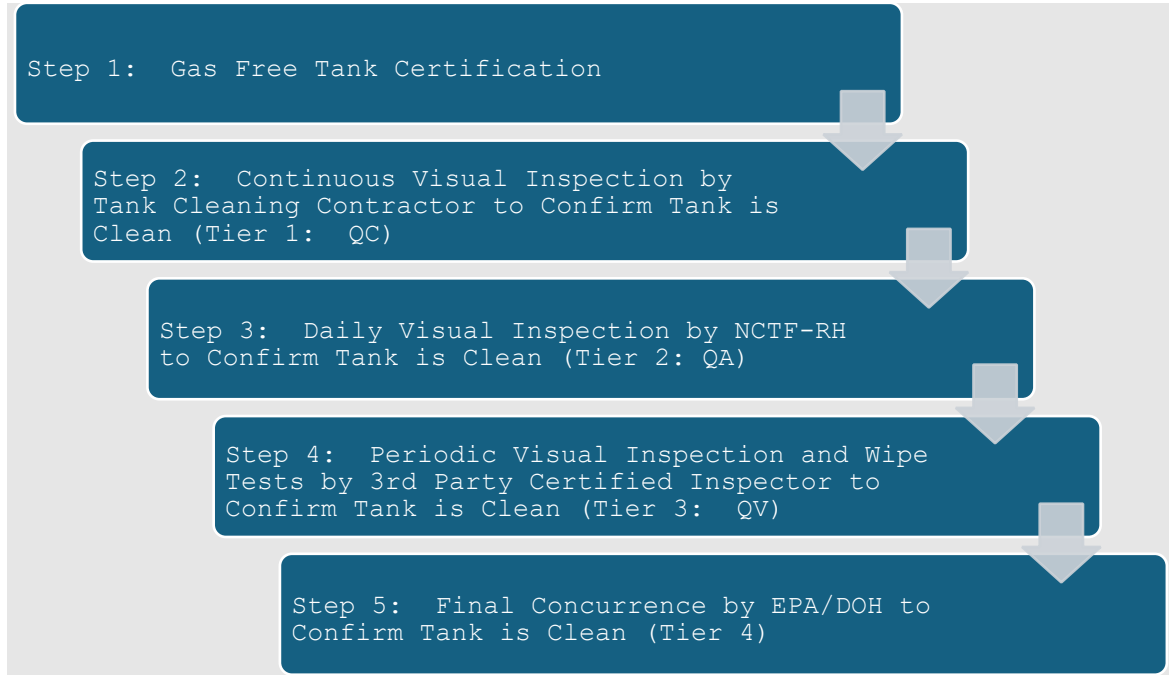 Step 1:  Gas Free Tank Certification
Step 2:  Continuous Visual Inspection by
Tank Cleaning Contractor to Confirm Tank is
Clean (Tier 1:  QC)
Step 3:  Daily Visual Inspection by NCTF-RH
to Confirm Tank is Clean (Tier 2: QA)
Step 4:  Periodic Visual Inspection and Wipe
Tests by 3rd Party Certified Inspector to
Confirm Tank is Clean (Tier 3:  QV)
Step 5:  Final Concurrence by EPA/DOH to
Confirm Tank is Clean (Tier 4)